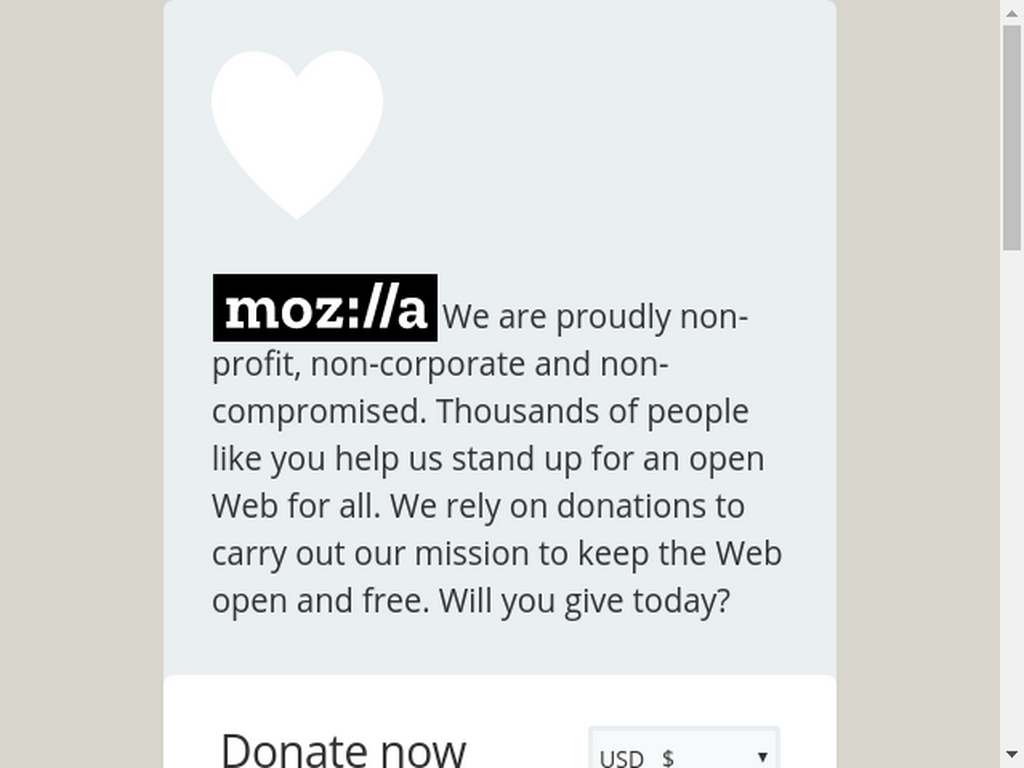 moz://a We are proudly non-
profit, non-corporate and non-
compromised. Thousands of people
like you help us stand up for an open
Web for all. We rely on donations to
carry out our mission to keep the Web
open and free. Will you give today?
Donate now USD $